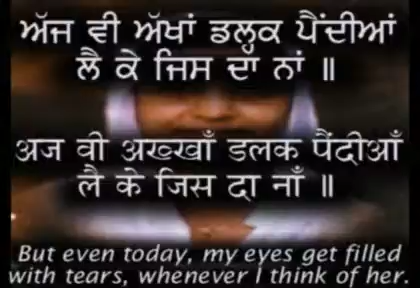 ਅੱਜ ਵੀ ਅੱਖਾਂ ਡਲ੍ਹਕ ਪੈਂਦੀਆਂ
ਲੈ ਕੇ ਜਿਸ ਦਾ ਨਾਂ ॥
अज वी अख्खाँ डलक पैंदीआँ
लै के जिस दा नाँ ॥
But even today, my eyes get filled
with tears, whenever I think of her.